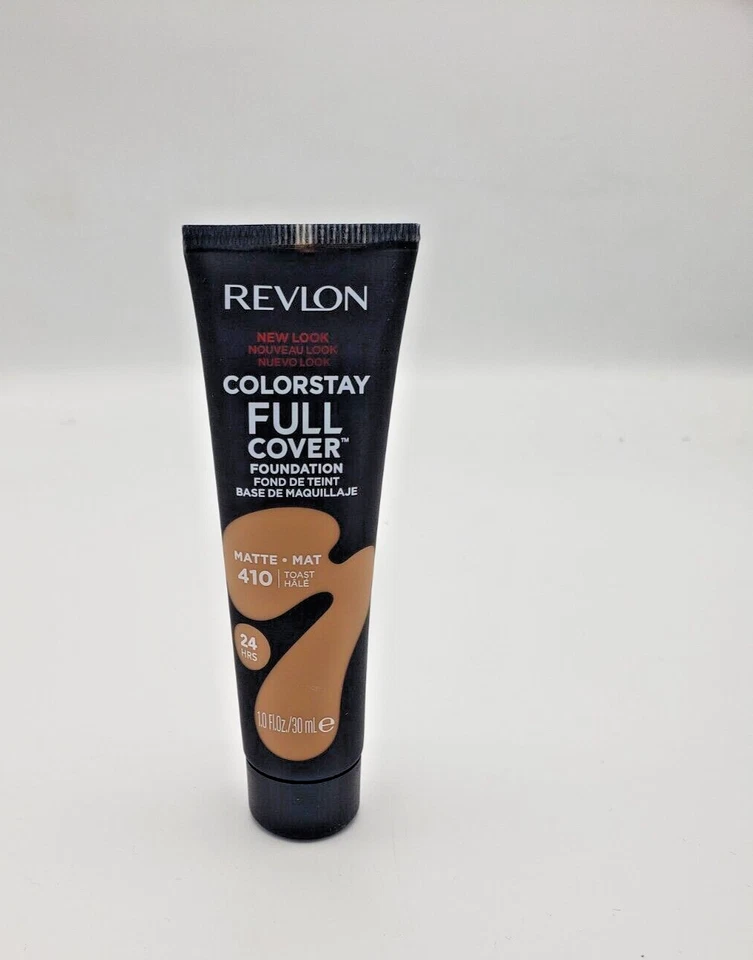 REVLON
NEW LOOK
NOUVEAU LOOK
NUEVO LOOK
COLORSTAY
FULL
COVER™
FOUNDATION
FOND DE TEINT
BASE DE MAQUILLAJE
MATTE • MAT
410 | TOAST
HÂLÉ
24
HRS
1.0 Fl.Oz./30 mL ℮